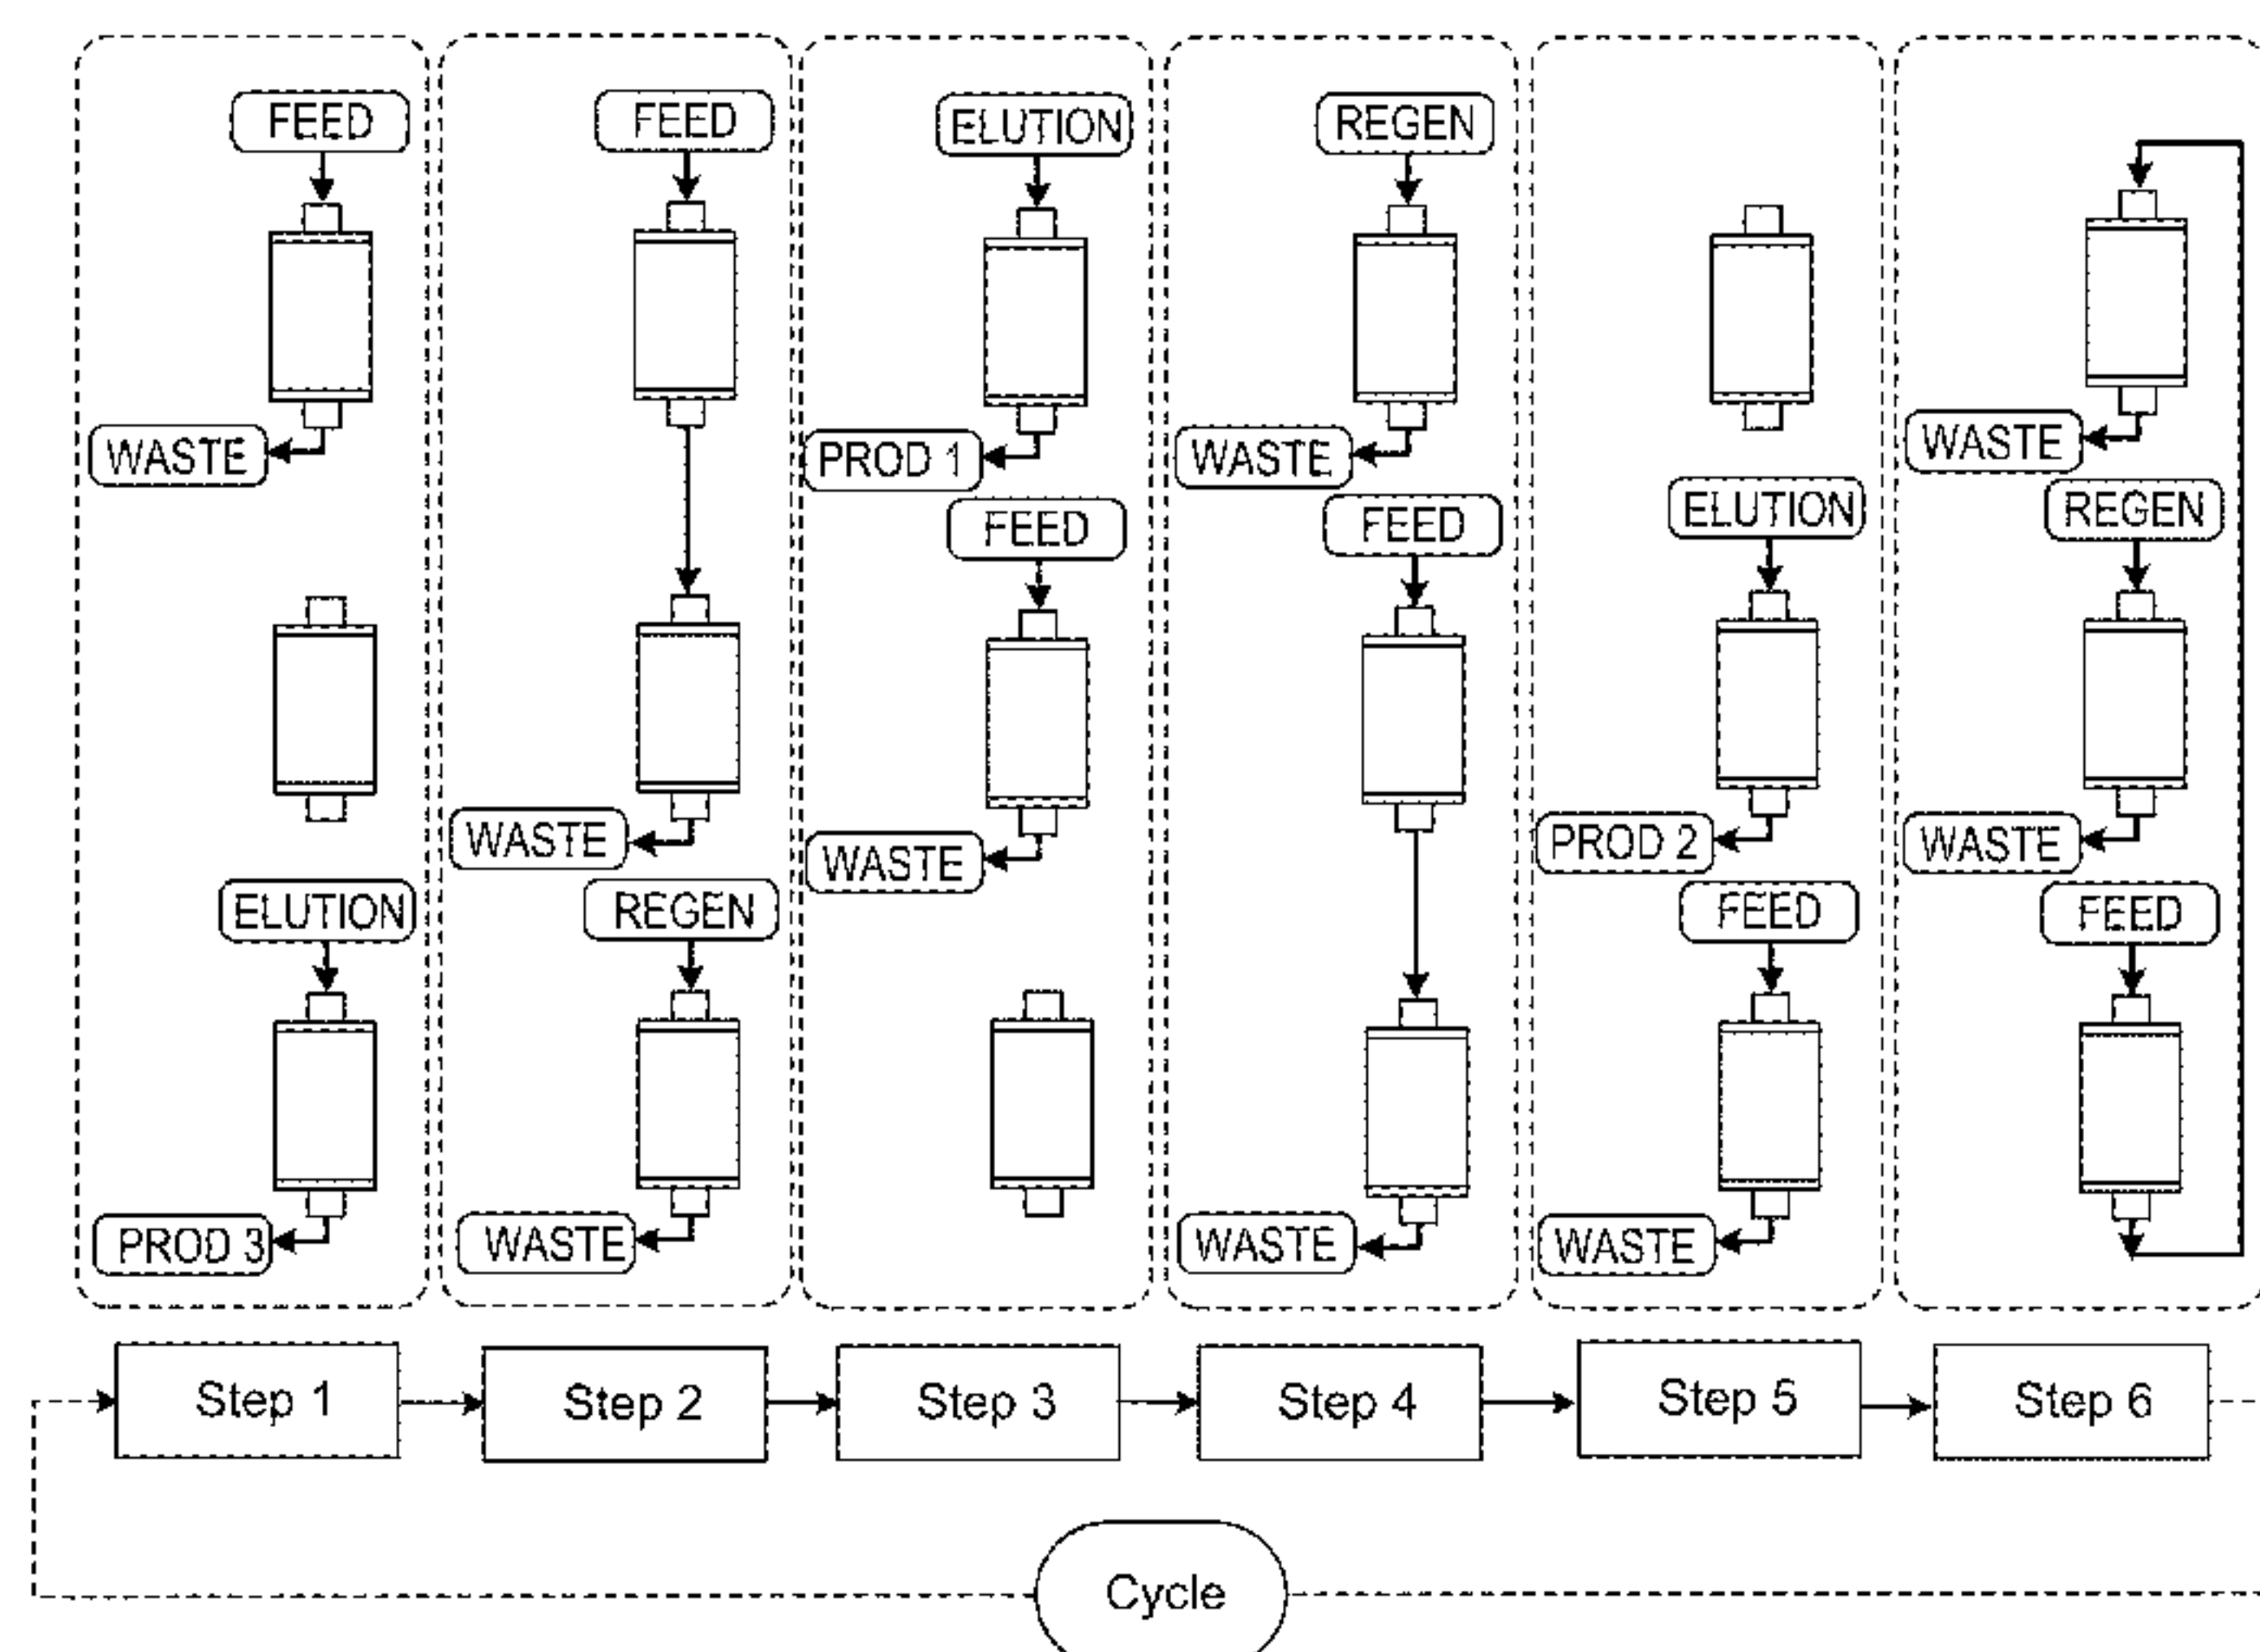 FEED
WASTE
ELUTION
PROD 3
FEED
WASTE
REGEN
WASTE
ELUTION
PROD 1
FEED
WASTE
REGEN
WASTE
FEED
WASTE
ELUTION
PROD 2
FEED
WASTE
WASTE
REGEN
WASTE
FEED
Step 1
Step 2
Step 3
Step 4
Step 5
Step 6
Cycle